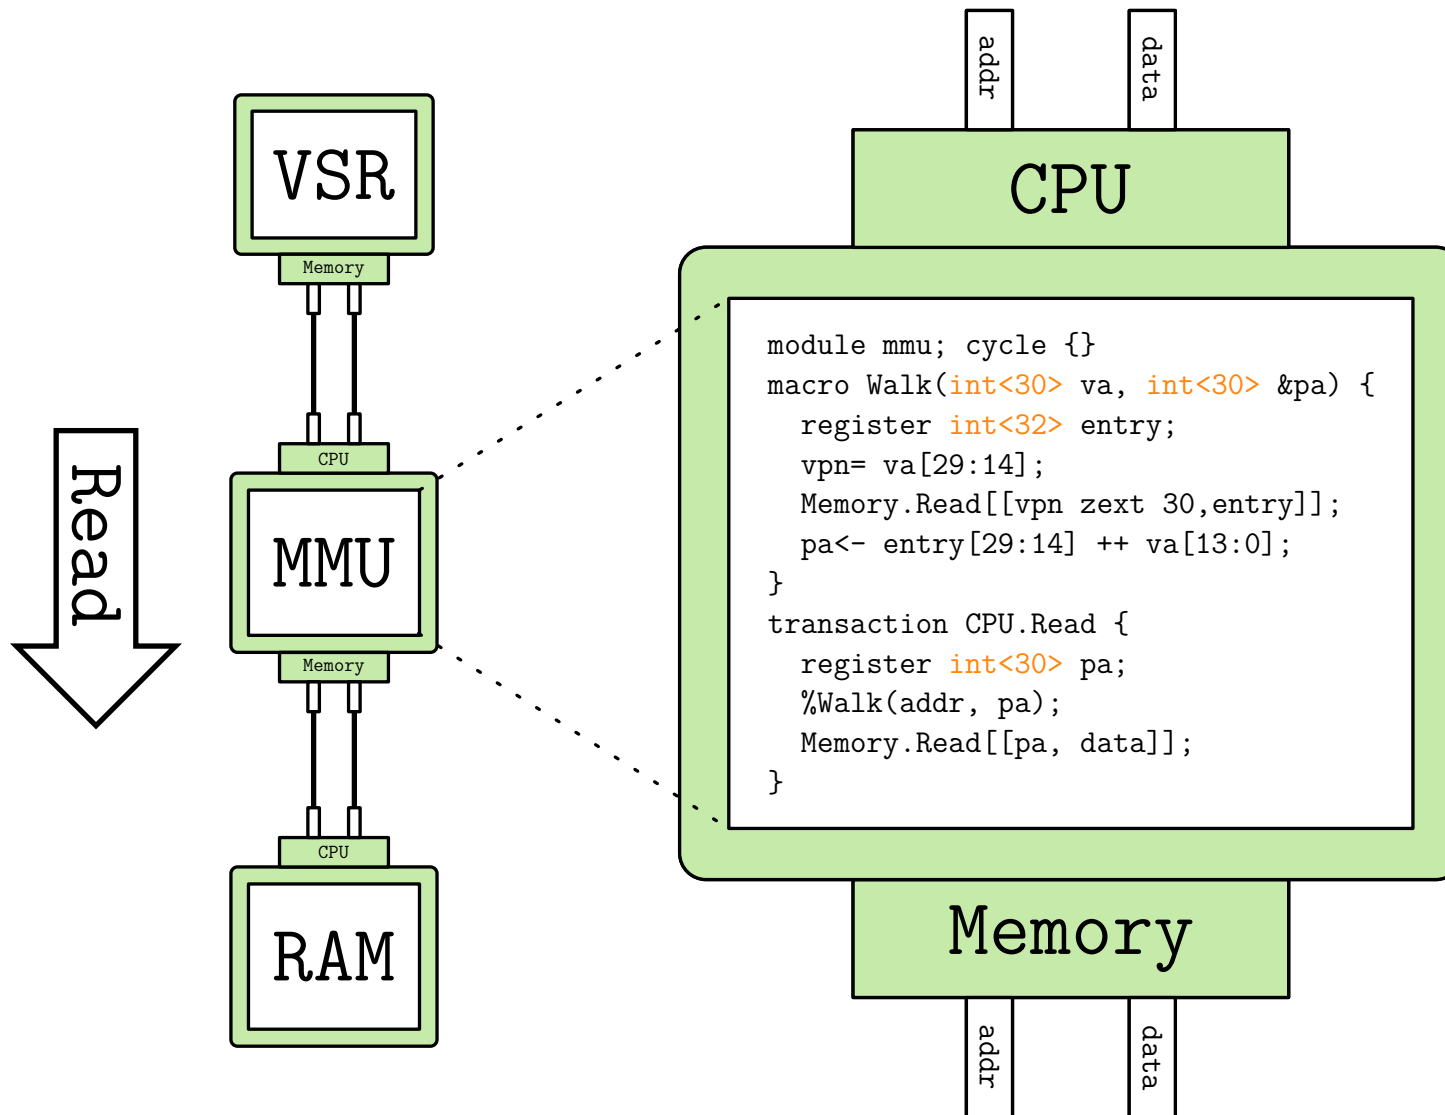 Read
VSR
Memory
CPU
MMU
Memory
CPU
RAM
addr
data
CPU
module mmu; cycle {}
macro Walk(int<30> va, int<30> &pa) {
  register int<32> entry;
  vpn= va[29:14];
  Memory.Read[[vpn zext 30,entry]];
  pa<- entry[29:14] ++ va[13:0];
}
transaction CPU.Read {
  register int<30> pa;
  %Walk(addr, pa);
  Memory.Read[[pa, data]];
}
Memory
addr
data